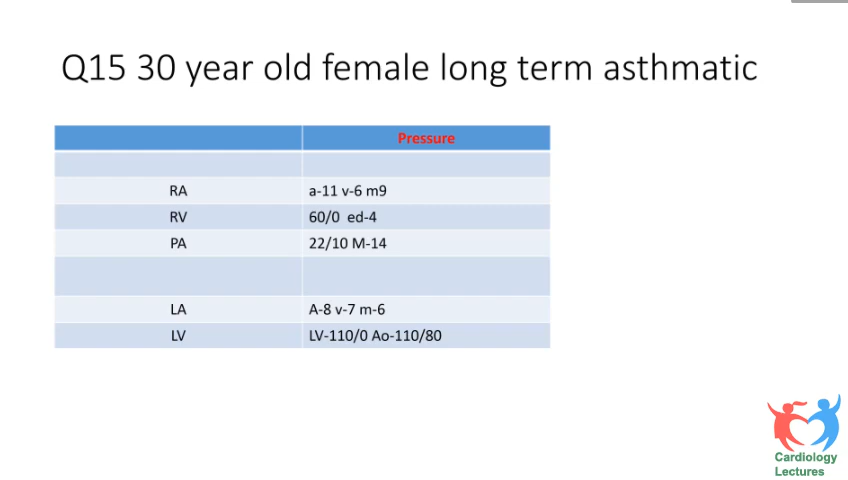 Q15 30 year old female long term asthmatic
Pressure
RA a-11 v-6 m9
RV 60/0 ed-4
PA 22/10 M-14
LA A-8 v-7 m-6
LV LV-110/0 Ao-110/80
Cardiology
Lectures